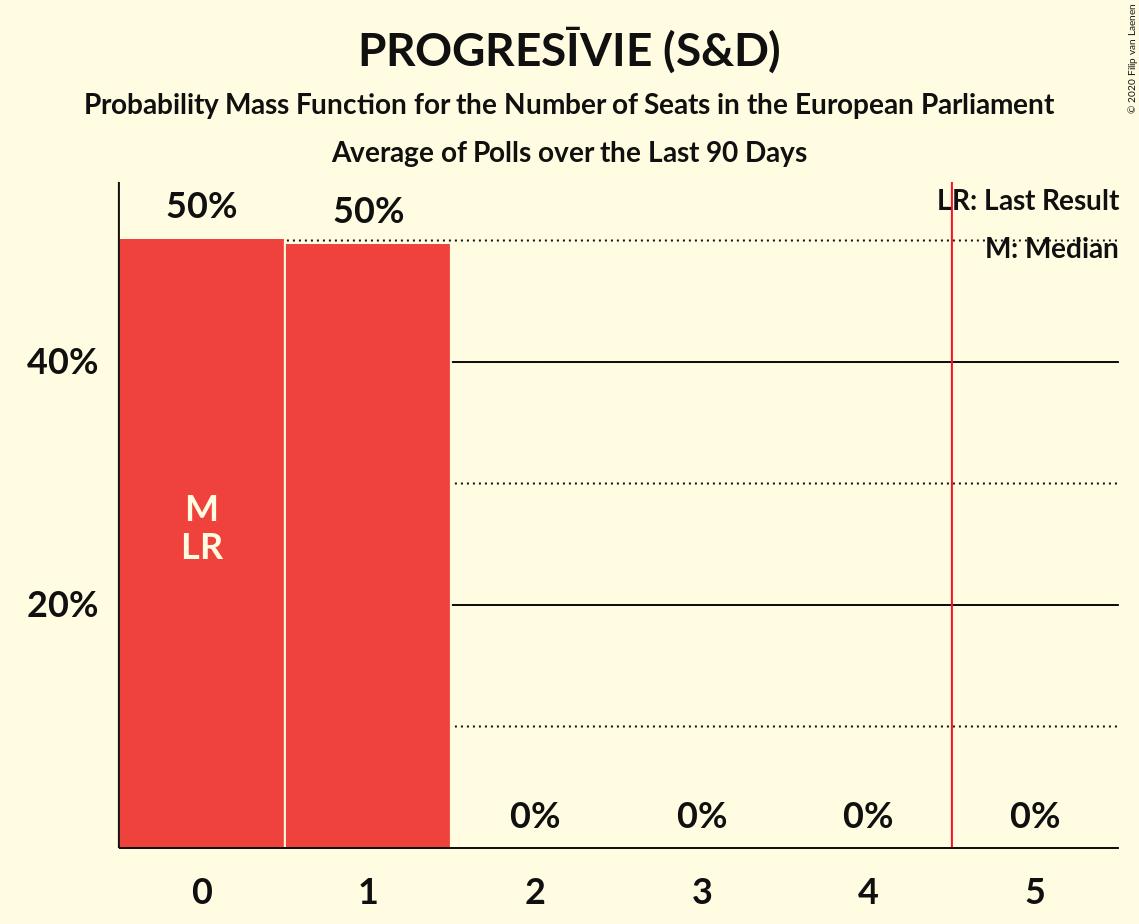 PROGRESĪVIE (S&D)
Probability Mass Function for the Number of Seats in the European Parliament
Average of Polls over the Last 90 Days
© 2020 Filip van Laenen
LR: Last Result
M: Median
50%
50%
40%
20%
M
LR
0%
0%
0%
0%
0
1
2
3
4
5